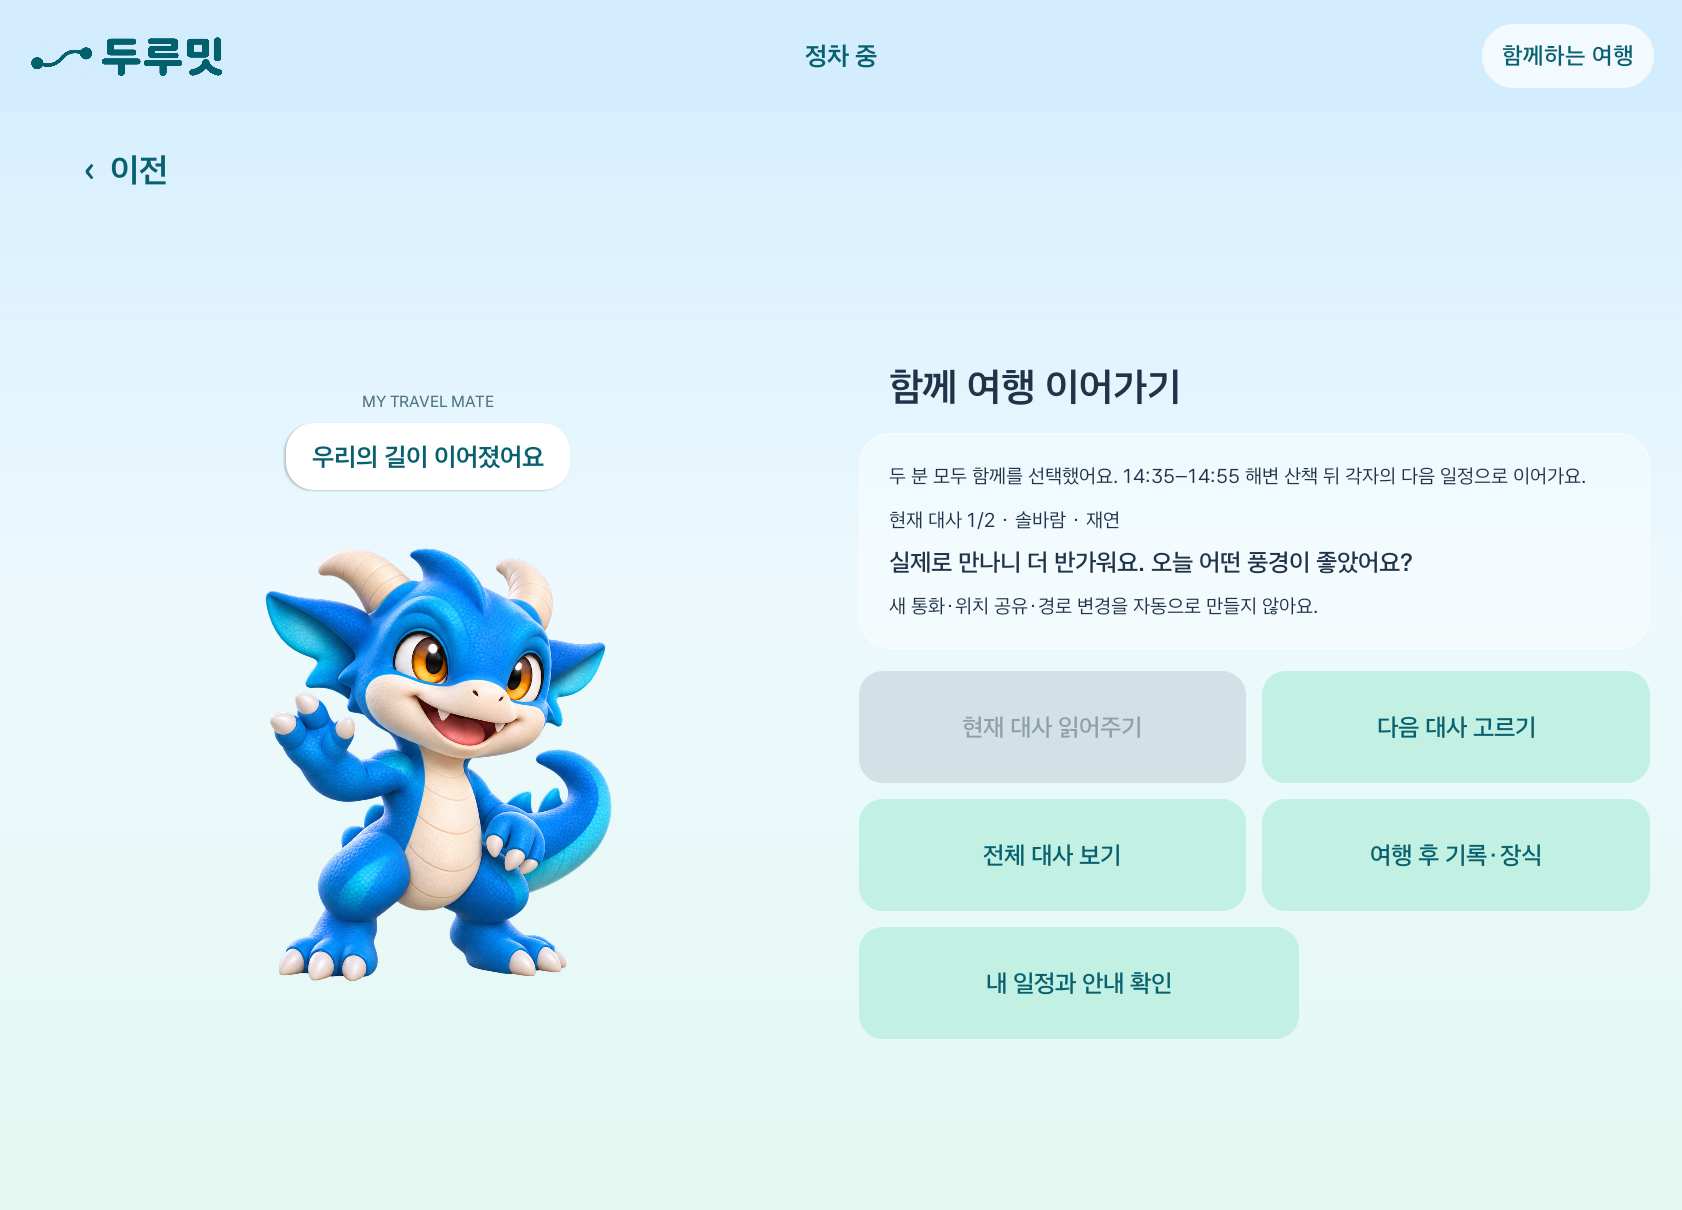 두루밋
정차 중
함께하는 여행
‹ 이전
MY TRAVEL MATE
우리의 길이 이어졌어요
함께 여행 이어가기
두 분 모두 함께를 선택했어요. 14:35–14:55 해변 산책 뒤 각자의 다음 일정으로 이어가요.
현재 대사 1/2 · 솔바람 · 재연
실제로 만나니 더 반가워요. 오늘 어떤 풍경이 좋았어요?
새 통화·위치 공유·경로 변경을 자동으로 만들지 않아요.
현재 대사 읽어주기
다음 대사 고르기
전체 대사 보기
여행 후 기록·장식
내 일정과 안내 확인